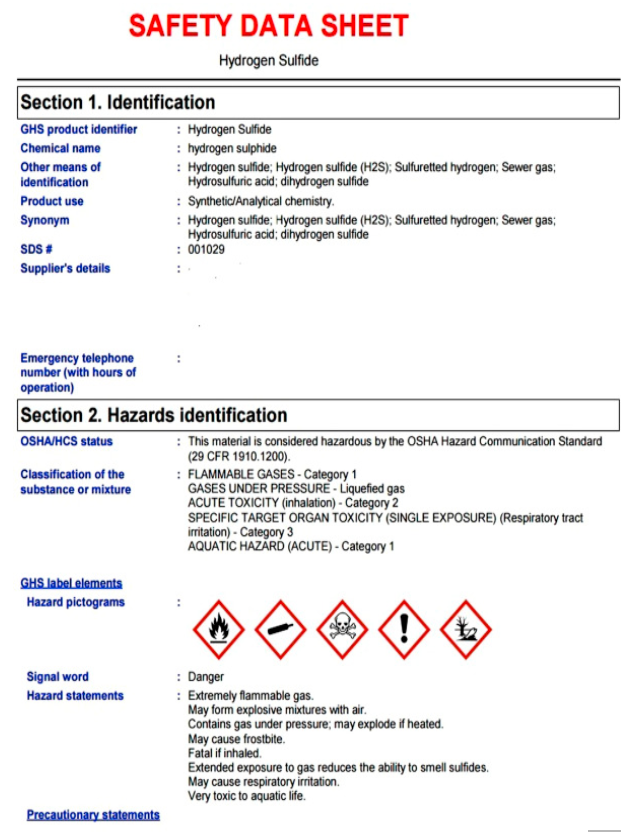 SAFETY DATA SHEET
Hydrogen Sulfide
Section 1. Identification
GHS product identifier : Hydrogen Sulfide
Chemical name : hydrogen sulphide
Other means of : Hydrogen sulfide; Hydrogen sulfide (H2S); Sulfuretted hydrogen; Sewer gas;
identification Hydrosulfuric acid; dihydrogen sulfide
Product use : Synthetic/Analytical chemistry.
Synonym : Hydrogen sulfide; Hydrogen sulfide (H2S); Sulfuretted hydrogen; Sewer gas;
Hydrosulfuric acid; dihydrogen sulfide
SDS # : 001029
Supplier's details :
Emergency telephone :
number (with hours of
operation)
Section 2. Hazards identification
OSHA/HCS status : This material is considered hazardous by the OSHA Hazard Communication Standard
(29 CFR 1910.1200).
Classification of the : FLAMMABLE GASES - Category 1
substance or mixture GASES UNDER PRESSURE - Liquefied gas
ACUTE TOXICITY (inhalation) - Category 2
SPECIFIC TARGET ORGAN TOXICITY (SINGLE EXPOSURE) (Respiratory tract
irritation) - Category 3
AQUATIC HAZARD (ACUTE) - Category 1
GHS label elements
Hazard pictograms :
Signal word : Danger
Hazard statements : Extremely flammable gas.
May form explosive mixtures with air.
Contains gas under pressure; may explode if heated.
May cause frostbite.
Fatal if inhaled.
Extended exposure to gas reduces the ability to smell sulfides.
May cause respiratory irritation.
Very toxic to aquatic life.
Precautionary statements